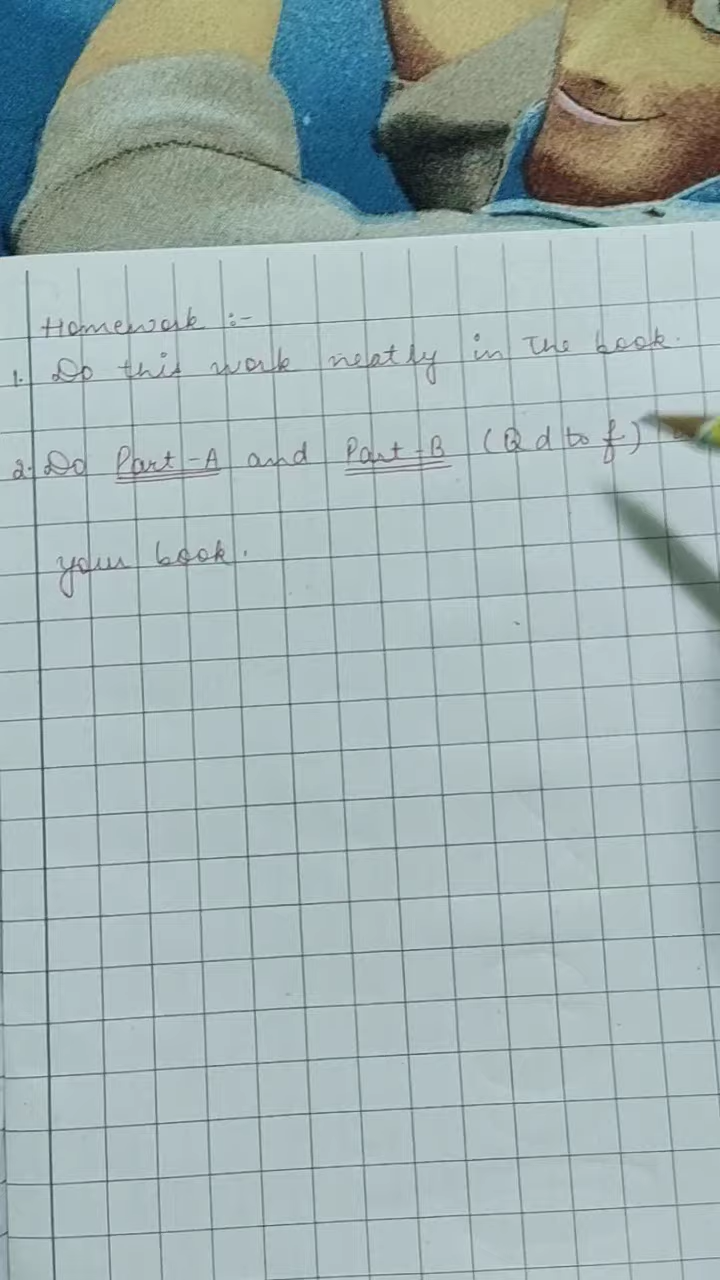 Homework :-
1. Do this work neatly in the book.
2. Do Part-A and Part-B (Q d to f)
your book.